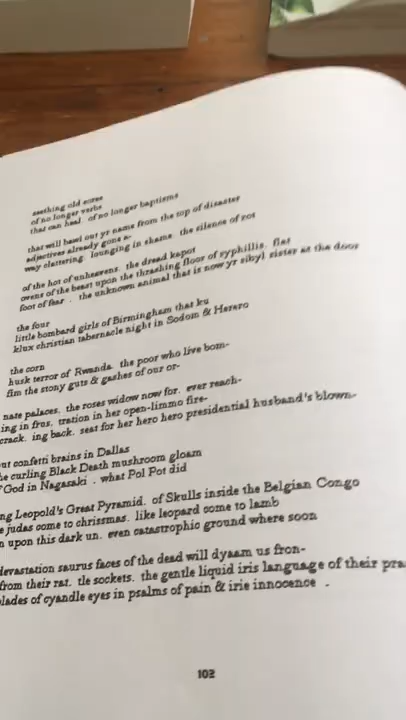 seething old sores
of no longer verbs
that can heal   of no longer baptisms
that will bawl out yr name from the top of disaster
adjectives already gone a-
way clattering. lounging in shame. the silence of rot
of the hot of unheavens. the dread kapot
ovens of the beast upon the thrashing floor of syphillis. flat
foot of fear .  the unknown animal that is now yr sibyl sister at the door
the four
little bombard girls of Birmingham that ku
klux christian tabernacle night in Sodom & Herero
the corn
husk terror of Rwanda. the poor who live bom-
fim the stony guts & gashes of our or-
nate palaces. the roses widow now for. ever reach-
ing in frus. tration in her open-limmo fire-
crack. ing back. seat for her hero hero presidential husband's blown-
confetti brains in Dallas
curling Black Death mushroom gloam
God in Nagasaki . what Pol Pot did
Leopold's Great Pyramid. of Skulls inside the Belgian Congo
judas come to chrissmas. like leopard come to lamb
upon this dark un. even catastrophic ground where soon
devastation saurus faces of the dead will dyaam us fron-
from their rat. tle sockets. the gentle liquid iris language of their
of cyandle eyes in psalms of pain & irie innocence  .
102